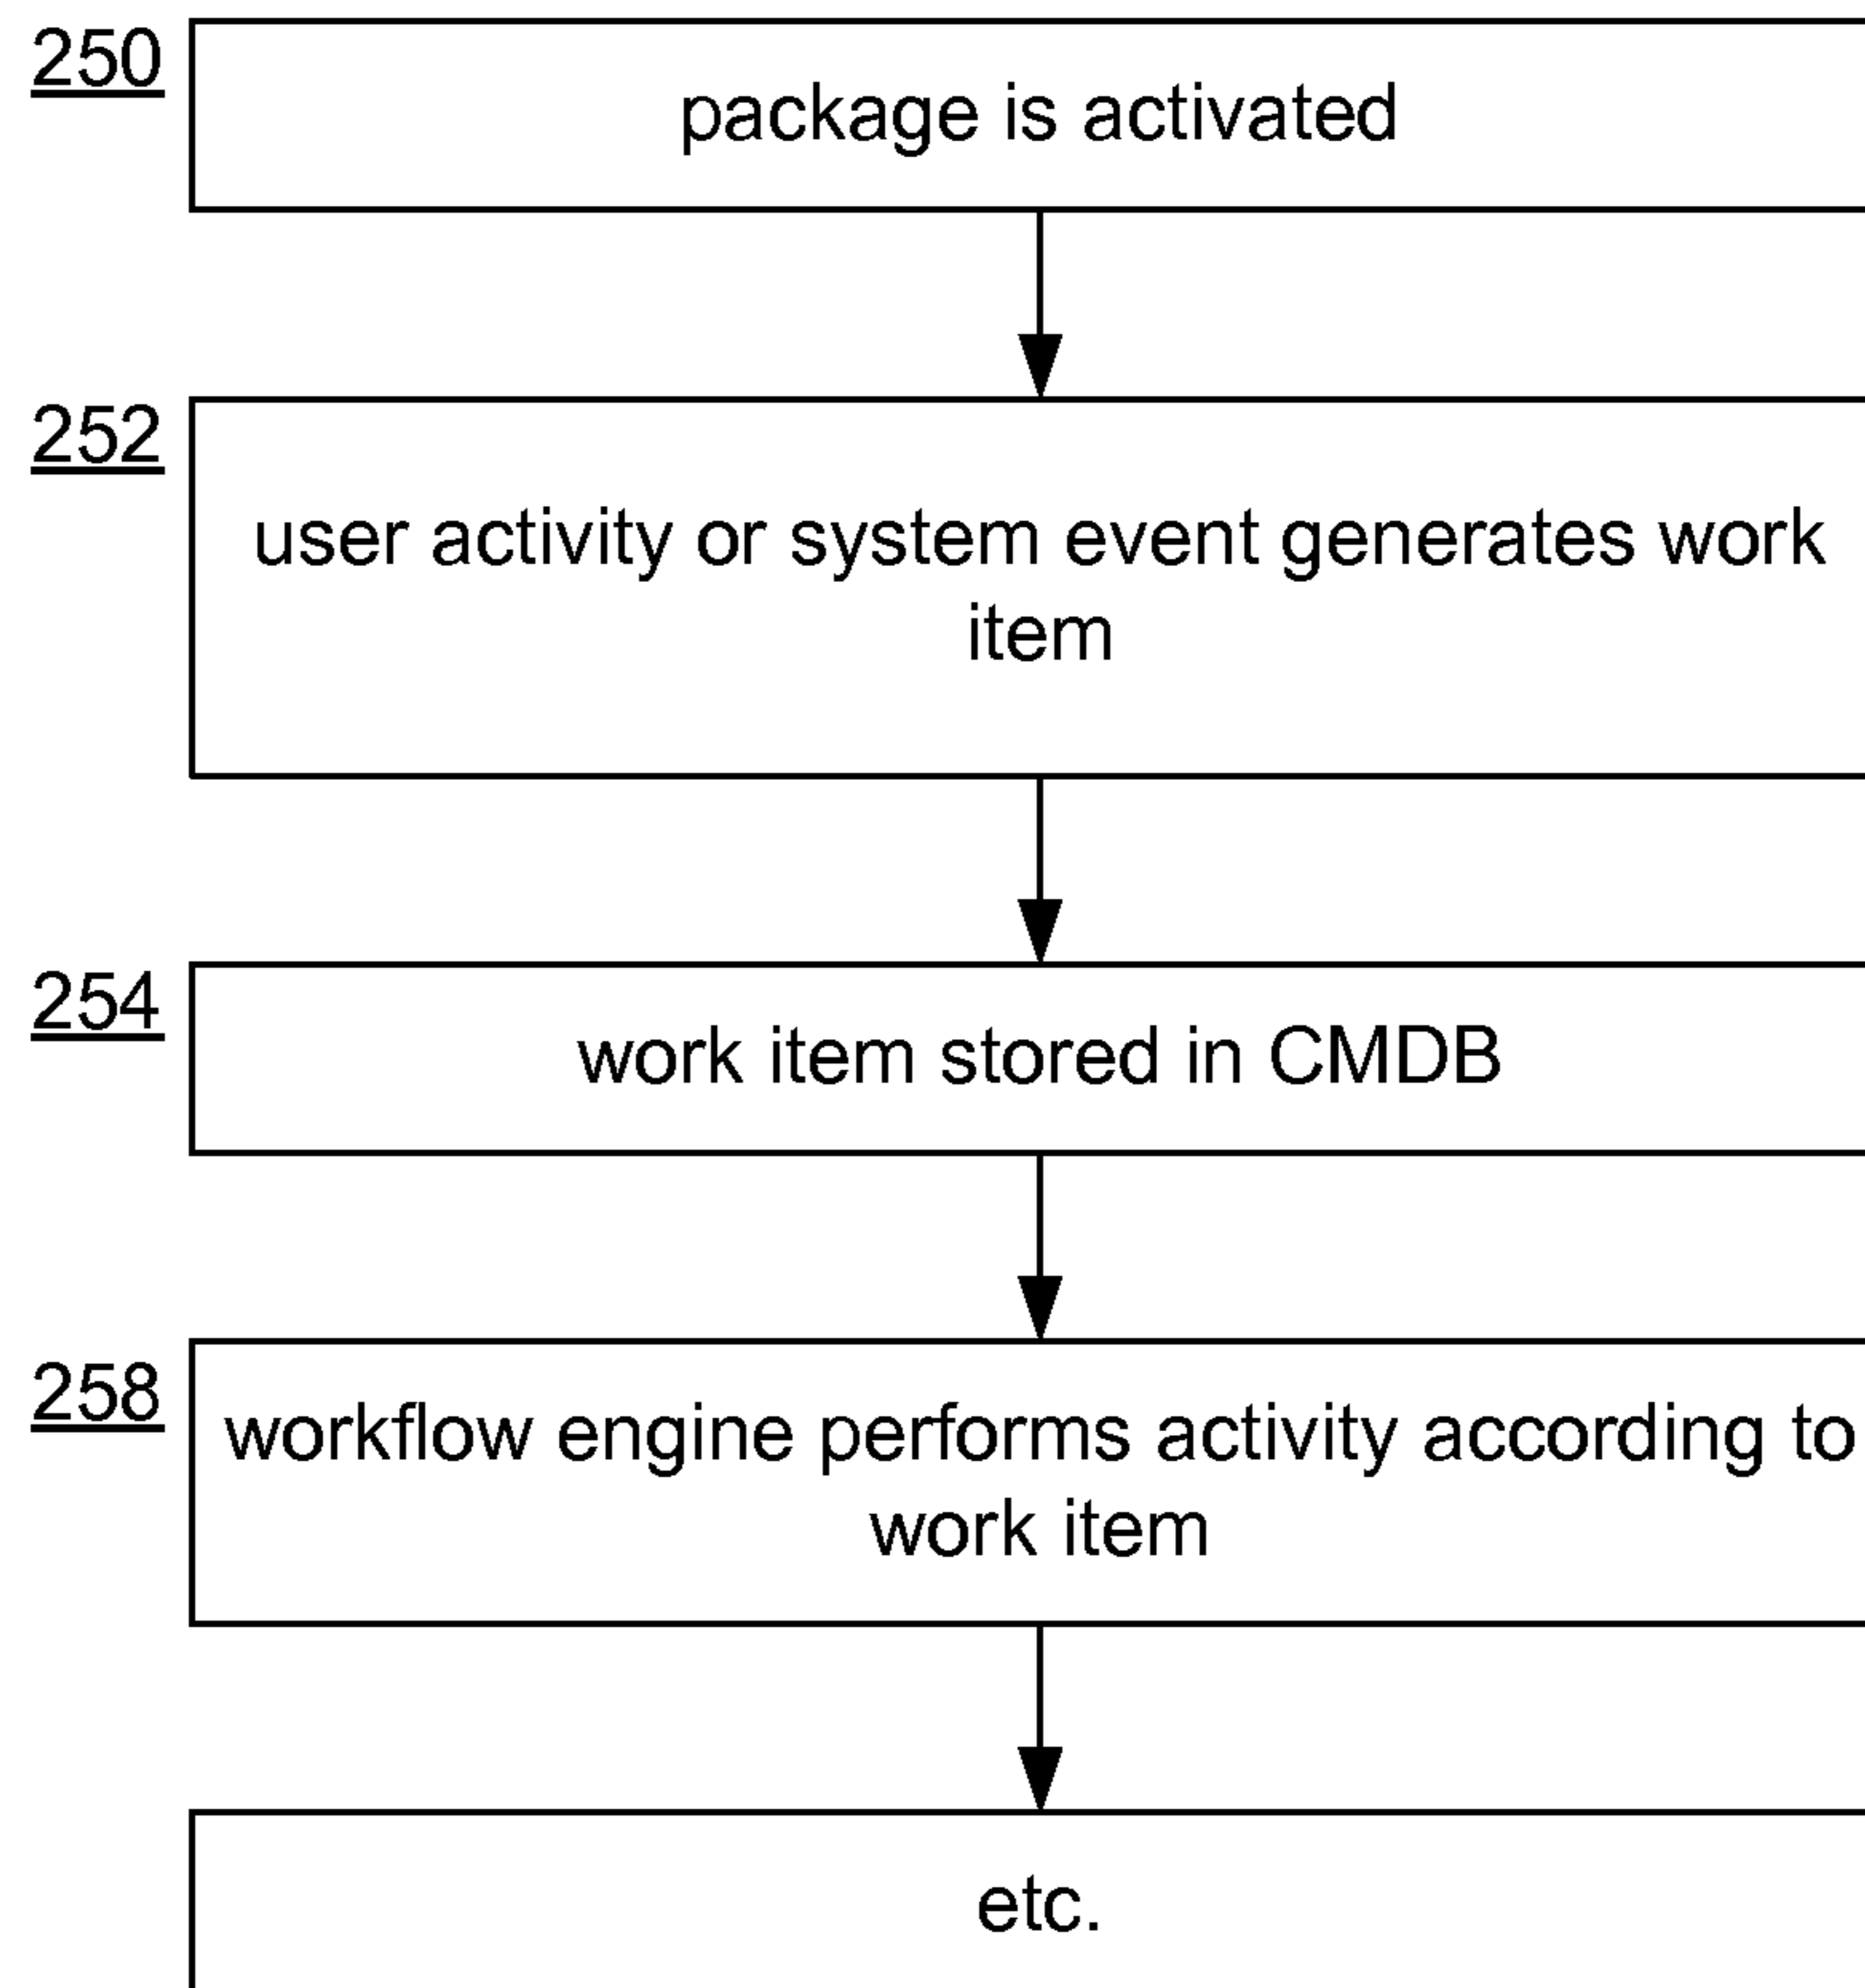 250
package is activated
252
user activity or system event generates work
item
254
work item stored in CMDB
258
workflow engine performs activity according to
work item
etc.